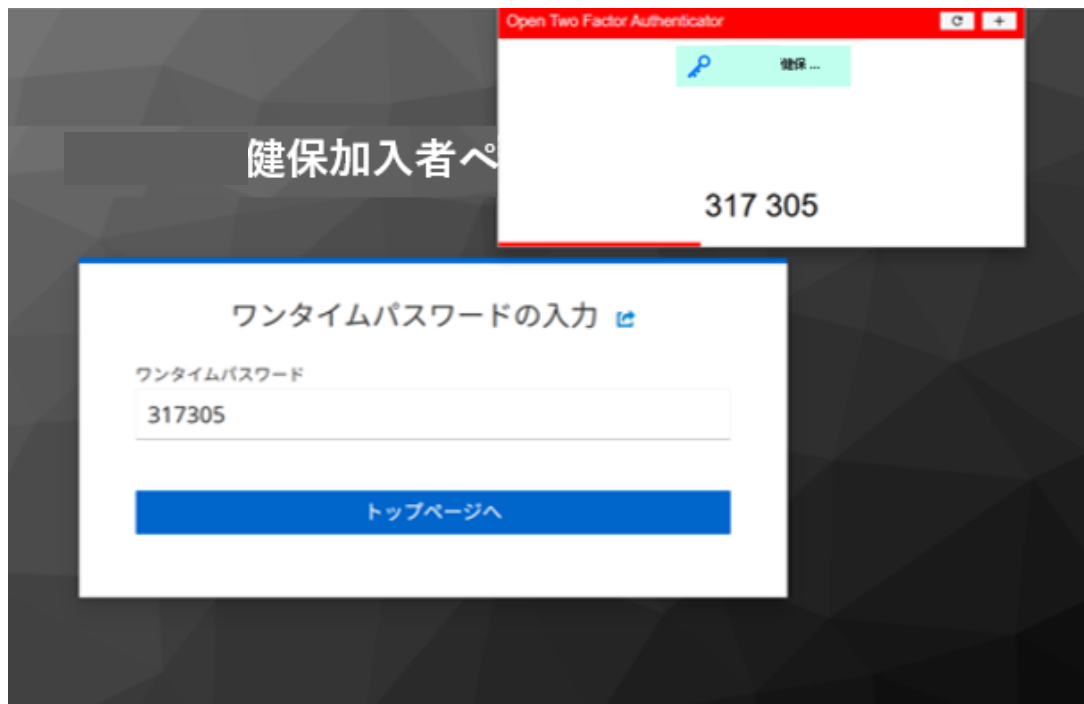 Open Two Factor Authenticator
健保 ...
健保加入者ペ
317 305
ワンタイムパスワードの入力
ワンタイムパスワード
317305
トップページへ